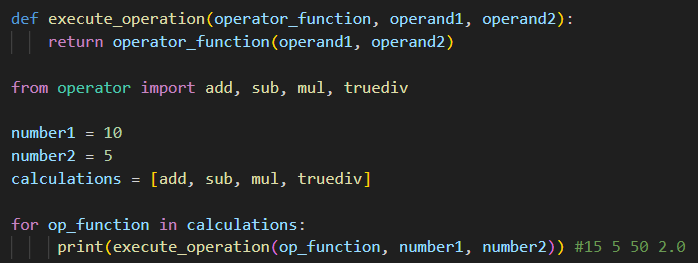 def execute_operation(operator_function, operand1, operand2):
    return operator_function(operand1, operand2)
from operator import add, sub, mul, truediv
number1 = 10
number2 = 5
calculations = [add, sub, mul, truediv]
for op_function in calculations:
     print(execute_operation(op_function, number1, number2)) #15 5 50 2.0